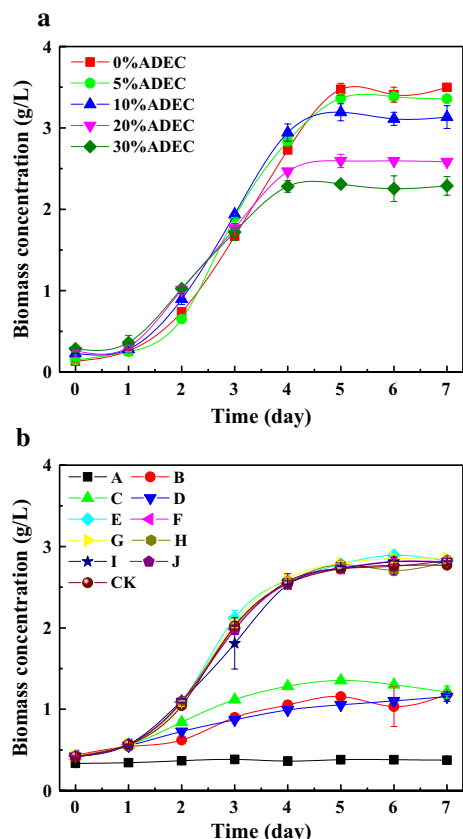 a
4
3
2
1
0
Biomass concentration (g/L)
0%ADEC
5%ADEC
10%ADEC
20%ADEC
30%ADEC
0 1 2 3 4 5 6 7
Time (day)
b
4
3
2
1
0
Biomass concentration (g/L)
A B
C D
E F
G H
I J
CK
0 1 2 3 4 5 6 7
Time (day)